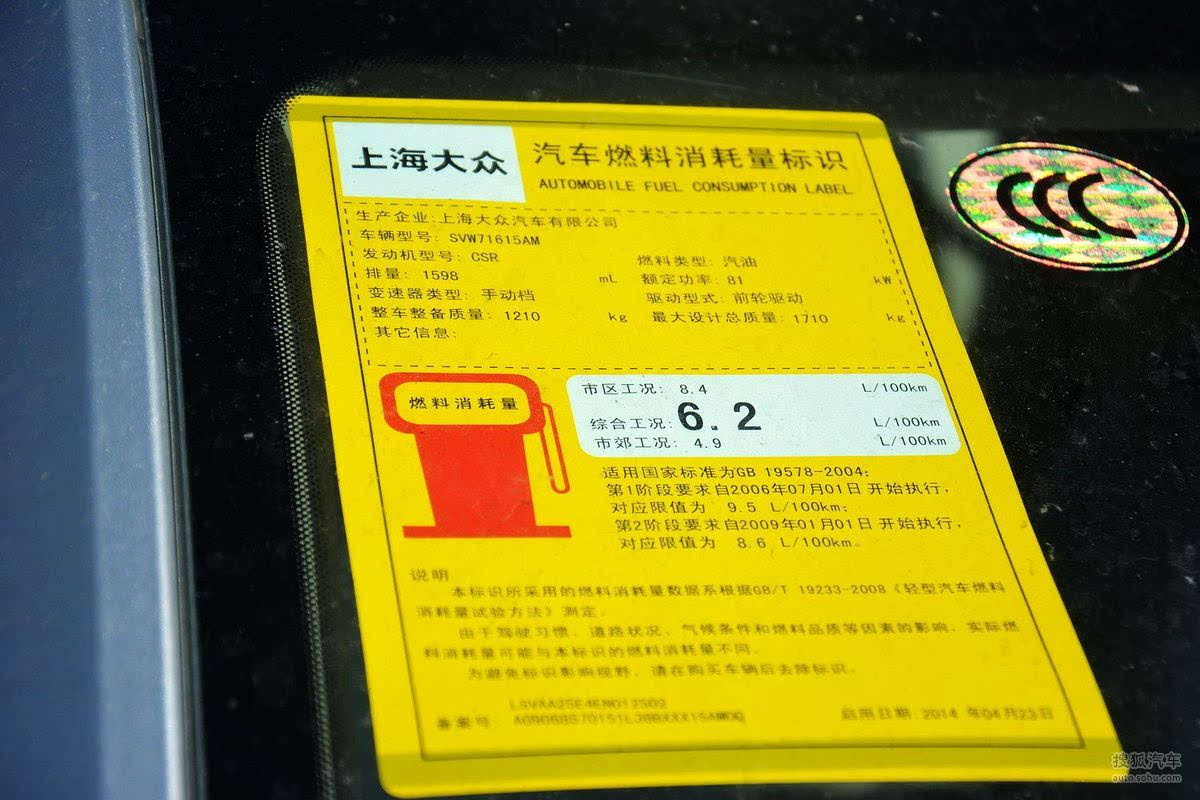 上海大众
汽车燃料消耗量标识
AUTOMOBILE FUEL CONSUMPTION LABEL
生产企业:上海大众汽车有限公司
车辆型号: SVW71615AM
发动机型号: CSR 燃料类型: 汽油
排量: 1598 mL 额定功率: 81 kW
变速器类型: 手动档 驱动型式: 前轮驱动
整车整备质量: 1210 kg 最大设计总质量: 1710 kg
其它信息:
燃料消耗量
市区工况: 8.4 L/100km
综合工况: 6.2 L/100km
市郊工况: 4.9 L/100km
适用国家标准为GB 19578-2004;
第1阶段要求自2006年07月01日开始执行,
对应限值为 9.5 L/100km;
第2阶段要求自2009年01月01日开始执行,
对应限值为 8.6 L/100km。
说明
本标识所采用的燃料消耗量数据系根据GB/T 19233-2008《轻型汽车燃料
消耗量试验方法》测定。
由于驾驶习惯、道路状况、气候条件和燃料品质等因素的影响，实际燃
料消耗量可能与本标识的燃料消耗量不同。
为避免标识影响视野，请在购买车辆后去除标识。
备案号:
启用日期:2014 年04月23日
CCC
搜狐汽车
auto.sohu.com